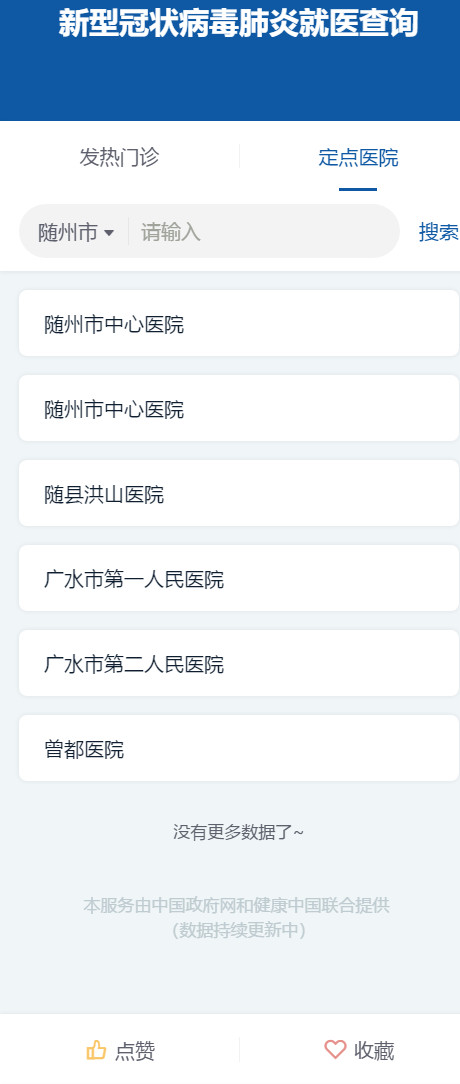 新型冠状病毒肺炎就医查询
发热门诊
定点医院
随州市
请输入
搜索
随州市中心医院
随州市中心医院
随县洪山医院
广水市第一人民医院
广水市第二人民医院
曾都医院
没有更多数据了~
本服务由中国政府网和健康中国联合提供
（数据持续更新中）
点赞
收藏